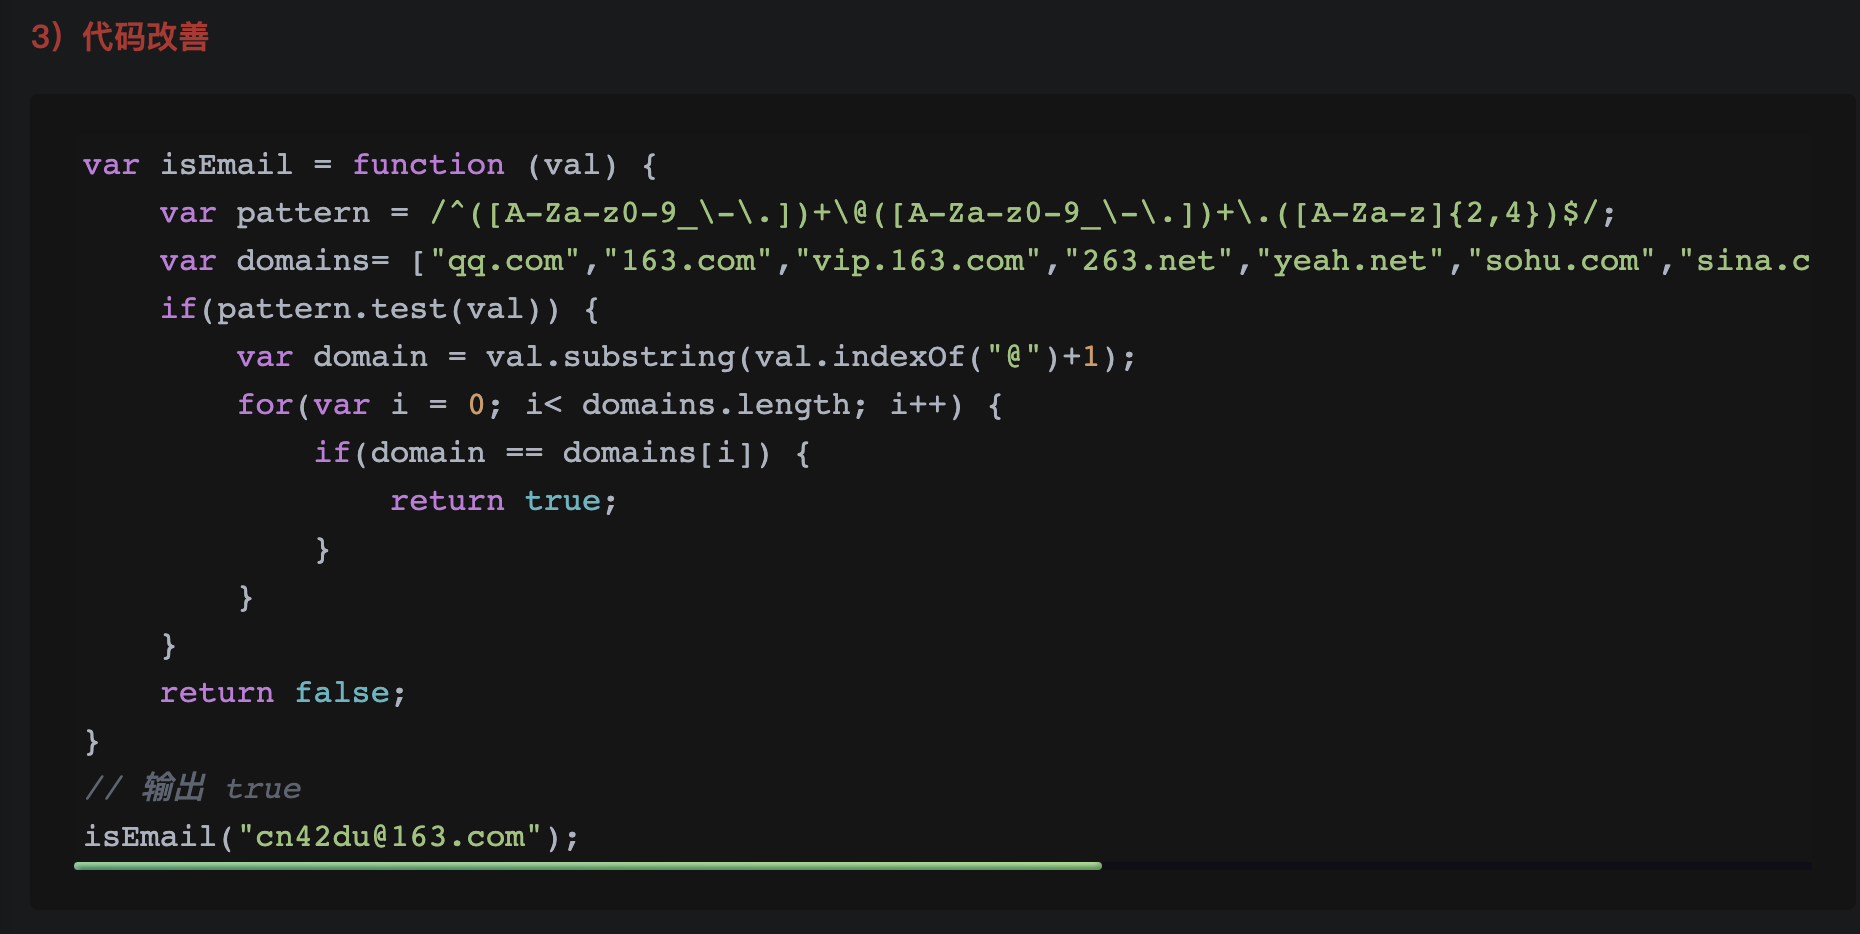 3）代码改善
var isEmail = function (val) {
    var pattern = /^([A-Za-z0-9_\-\.])+\@([A-Za-z0-9_\-\.])+\.([A-Za-z]{2,4})$/;
    var domains= ["qq.com","163.com","vip.163.com","263.net","yeah.net","sohu.com","sina.c
    if(pattern.test(val)) {
        var domain = val.substring(val.indexOf("@")+1);
        for(var i = 0; i< domains.length; i++) {
            if(domain == domains[i]) {
                return true;
            }
        }
    }
    return false;
}
// 输出 true
isEmail("cn42du@163.com");